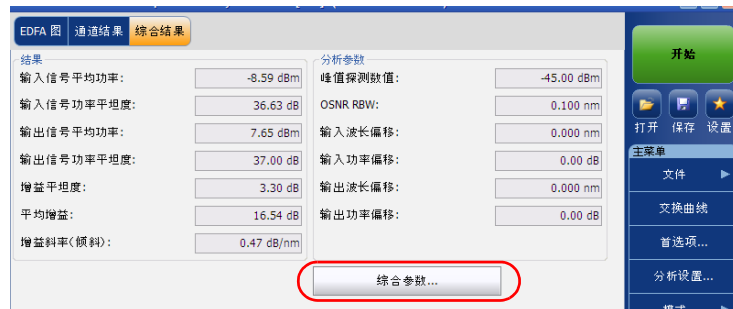 EDFA 图 通道结果 综合结果
结果
输入信号平均功率: -8.59 dBm
输入信号功率平坦度: 36.63 dB
输出信号平均功率: 7.65 dBm
输出信号功率平坦度: 37.00 dB
增益平坦度: 3.30 dB
平均增益: 16.54 dB
增益斜率(倾斜): 0.47 dB/nm
分析参数
峰值探测数值: -45.00 dBm
OSNR RBW: 0.100 nm
输入波长偏移: 0.000 nm
输入功率偏移: 0.00 dB
输出波长偏移: 0.000 nm
输出功率偏移: 0.00 dB
综合参数...
开始
打开 保存 设置
主菜单
文件
交换曲线
首选项...
分析设置...